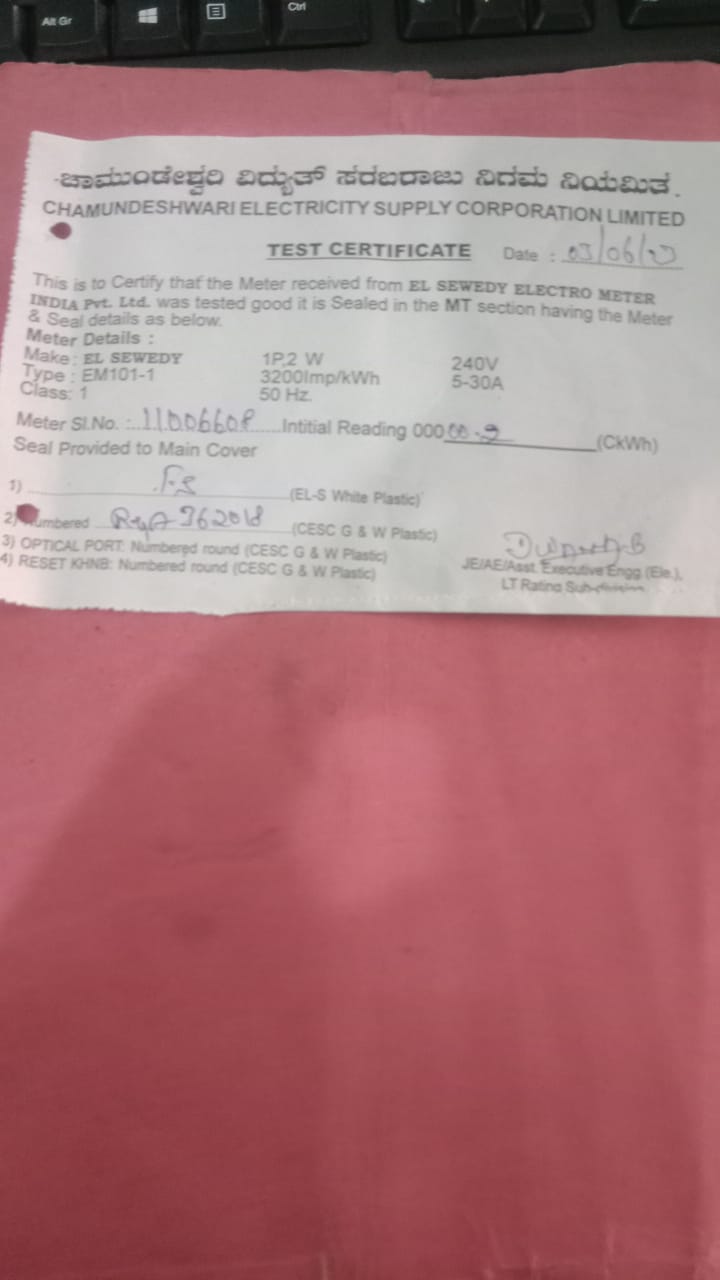 Alt Gr
Ctrl
ಚಾಮುಂಡೇಶ್ವರಿ ವಿದ್ಯುತ್ ಸರಬರಾಜು ನಿಗಮ ನಿಯಮಿತ.
CHAMUNDESHWARI ELECTRICITY SUPPLY CORPORATION LIMITED
TEST CERTIFICATE Date : 03/06/
This is to Certify that the Meter received from EL SEWEDY ELECTRO METER
INDIA Pvt. Ltd. was tested good it is Sealed in the MT section having the Meter
& Seal details as below.
Meter Details :
Make : EL SEWEDY 1P,2 W 240V
Type : EM101-1 3200Imp/kWh 5-30A
Class: 1 50 Hz.
Meter Sl.No. : 11006608 Intitial Reading 000 00.9 (CkWh)
Seal Provided to Main Cover
1) (EL-S White Plastic)
2) Numbered 362018 (CESC G & W Plastic)
3) OPTICAL PORT: Numbered round (CESC G & W Plastic)
4) RESET KHNB: Numbered round (CESC G & W Plastic)
JE/AE/Asst. Executive Engg (Ele.),
LT Rating Sub-division